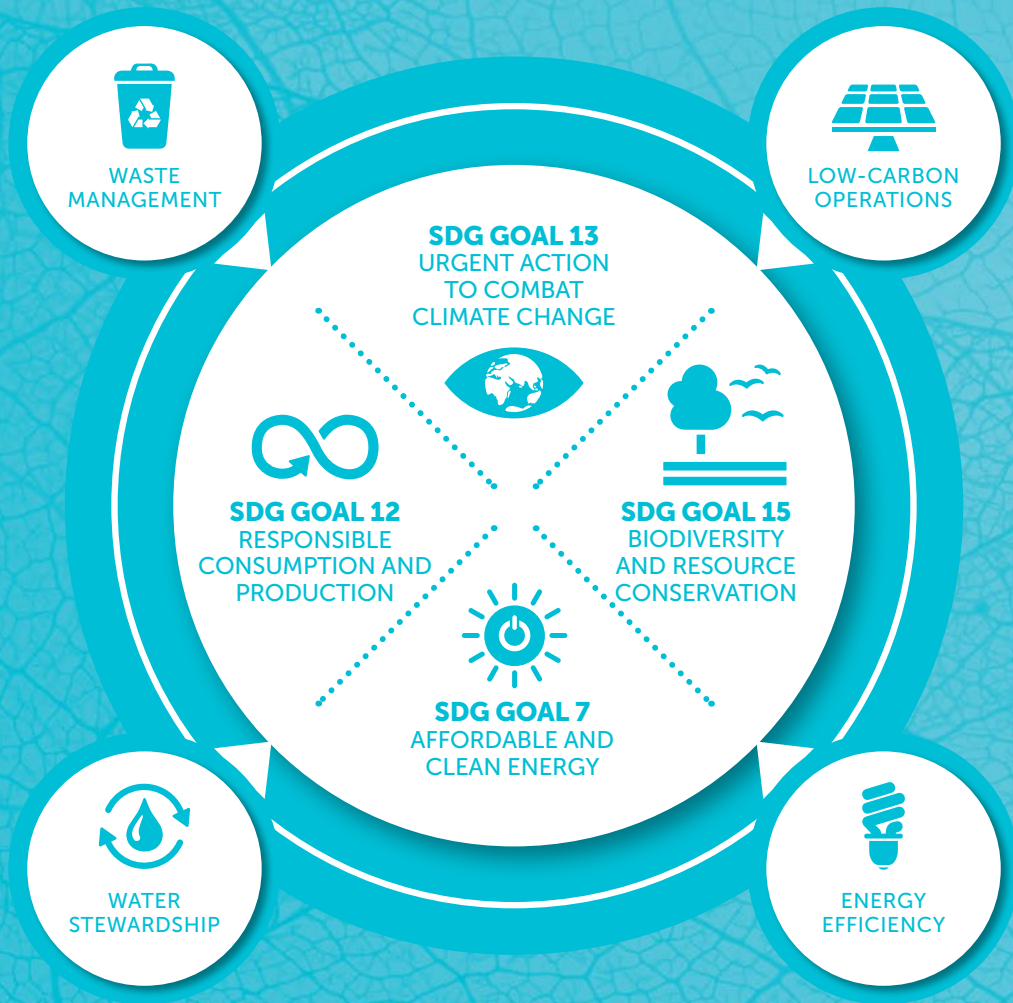 WASTE
MANAGEMENT
LOW-CARBON
OPERATIONS
SDG GOAL 13
URGENT ACTION
TO COMBAT
CLIMATE CHANGE
SDG GOAL 12
RESPONSIBLE
CONSUMPTION AND
PRODUCTION
SDG GOAL 15
BIODIVERSITY
AND RESOURCE
CONSERVATION
SDG GOAL 7
AFFORDABLE AND
CLEAN ENERGY
WATER
STEWARDSHIP
ENERGY
EFFICIENCY